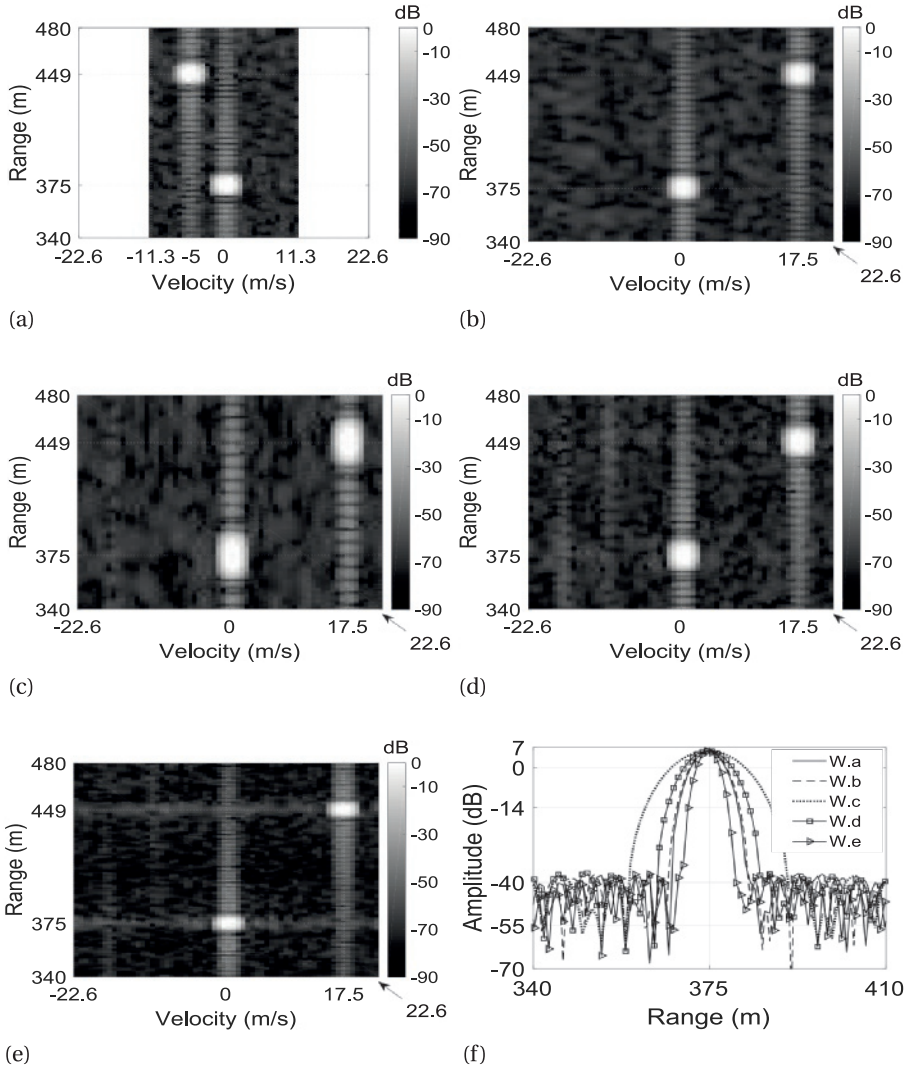 dB
480
449
375
340
Range (m)
-22.6 -11.3 -5 0 11.3 22.6
Velocity (m/s)
0
-10
-30
-50
-70
-90
(a)
dB
480
449
375
340
Range (m)
-22.6 0 17.5
22.6
Velocity (m/s)
0
-10
-30
-50
-70
-90
(b)
dB
480
449
375
340
Range (m)
-22.6 0 17.5
22.6
Velocity (m/s)
0
-10
-30
-50
-70
-90
(c)
dB
480
449
375
340
Range (m)
-22.6 0 17.5
22.6
Velocity (m/s)
0
-10
-30
-50
-70
-90
(d)
dB
480
449
375
340
Range (m)
-22.6 0 17.5
22.6
Velocity (m/s)
0
-10
-30
-50
-70
-90
(e)
7
0
-14
-40
-55
-70
Amplitude (dB)
W.a
W.b
W.c
W.d
W.e
340 375 410
Range (m)
(f)